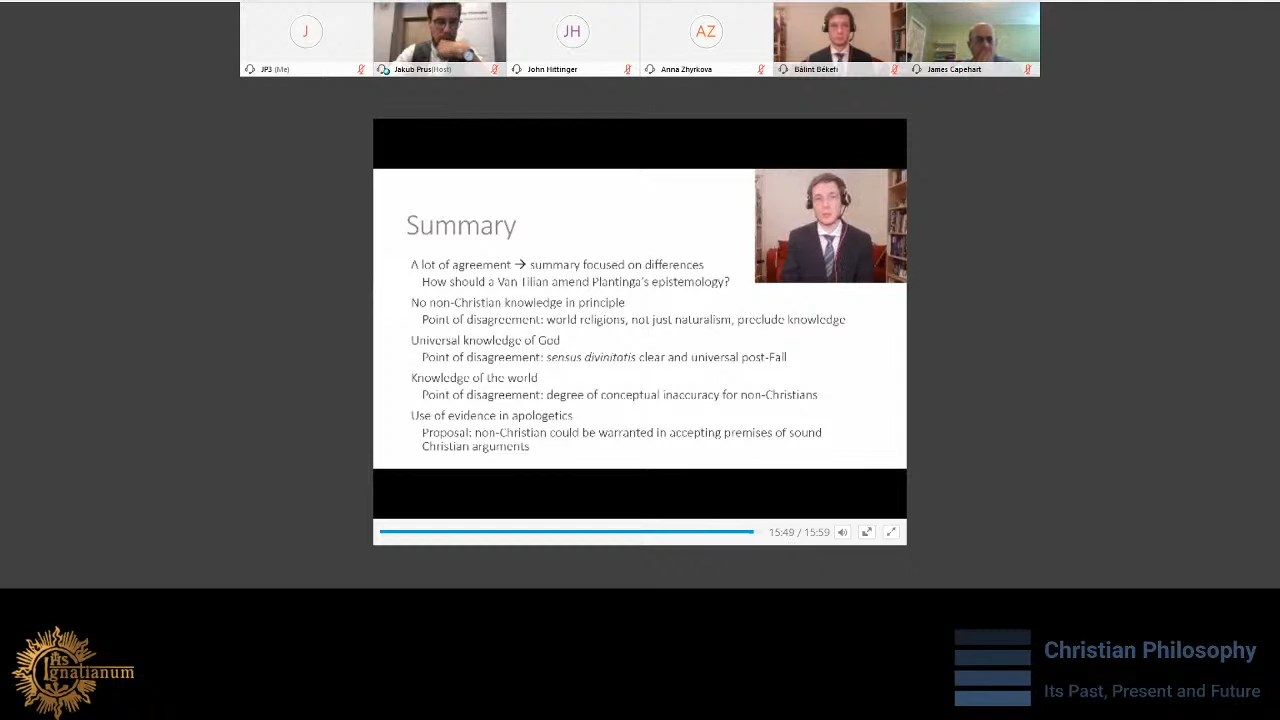 J
JH
AZ
JP3 (Me)
Jakub Prus(Host)
John Hittinger
Anna Zhyrkova
Bálint Békefi
James Capehart
Summary
A lot of agreement → summary focused on differences
How should a Van Tilian amend Plantinga's epistemology?
No non-Christian knowledge in principle
Point of disagreement: world religions, not just naturalism, preclude knowledge
Universal knowledge of God
Point of disagreement: sensus divinitatis clear and universal post-Fall
Knowledge of the world
Point of disagreement: degree of conceptual inaccuracy for non-Christians
Use of evidence in apologetics
Proposal: non-Christian could be warranted in accepting premises of sound
Christian arguments
15:49 / 15:59
IHS
Ignatianum
Christian Philosophy
Its Past, Present and Future